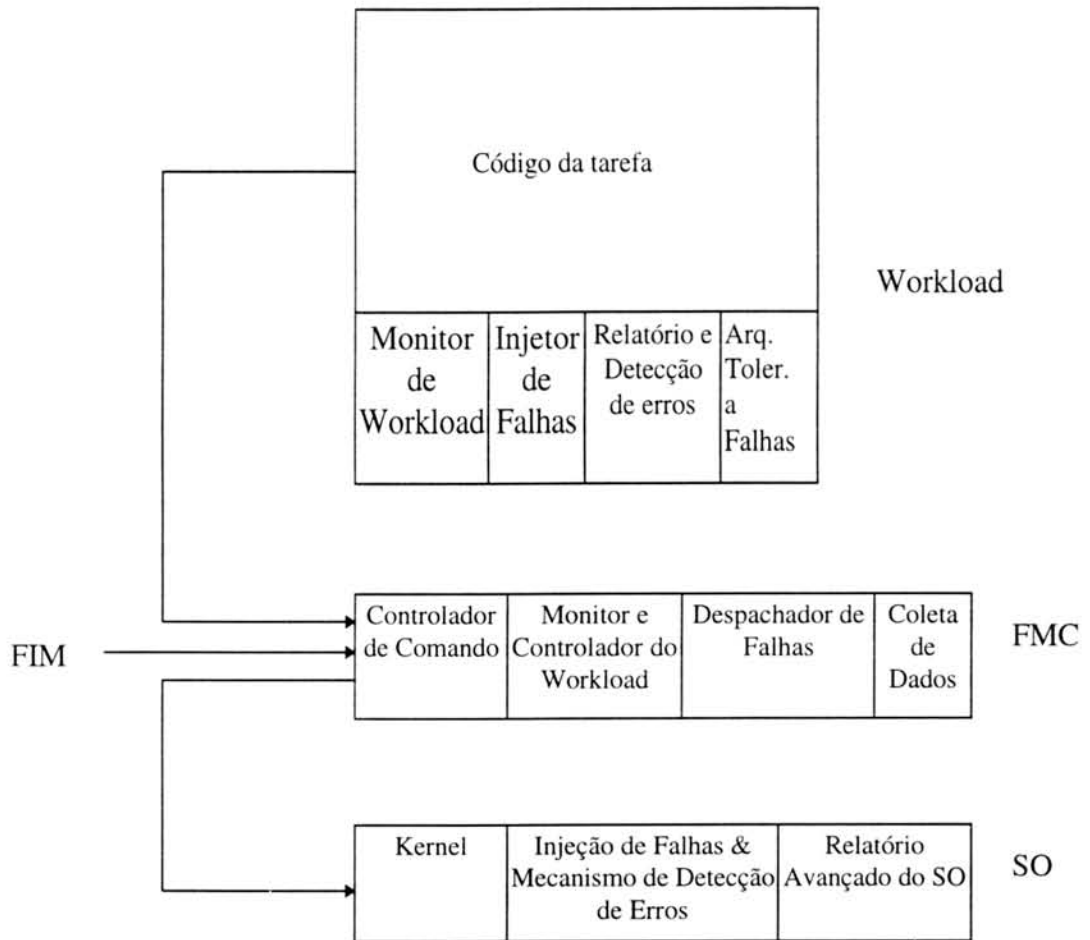 Código da tarefa
Workload
Monitor
de
Workload
Injetor
de
Falhas
Relatório e
Detecção
de erros
Arq.
Toler.
a
Falhas
FIM
Controlador
de Comando
Monitor e
Controlador do
Workload
Despachador de
Falhas
Coleta
de
Dados
FMC
Kernel
Injeção de Falhas &
Mecanismo de Detecção
de Erros
Relatório
Avançado do SO
SO